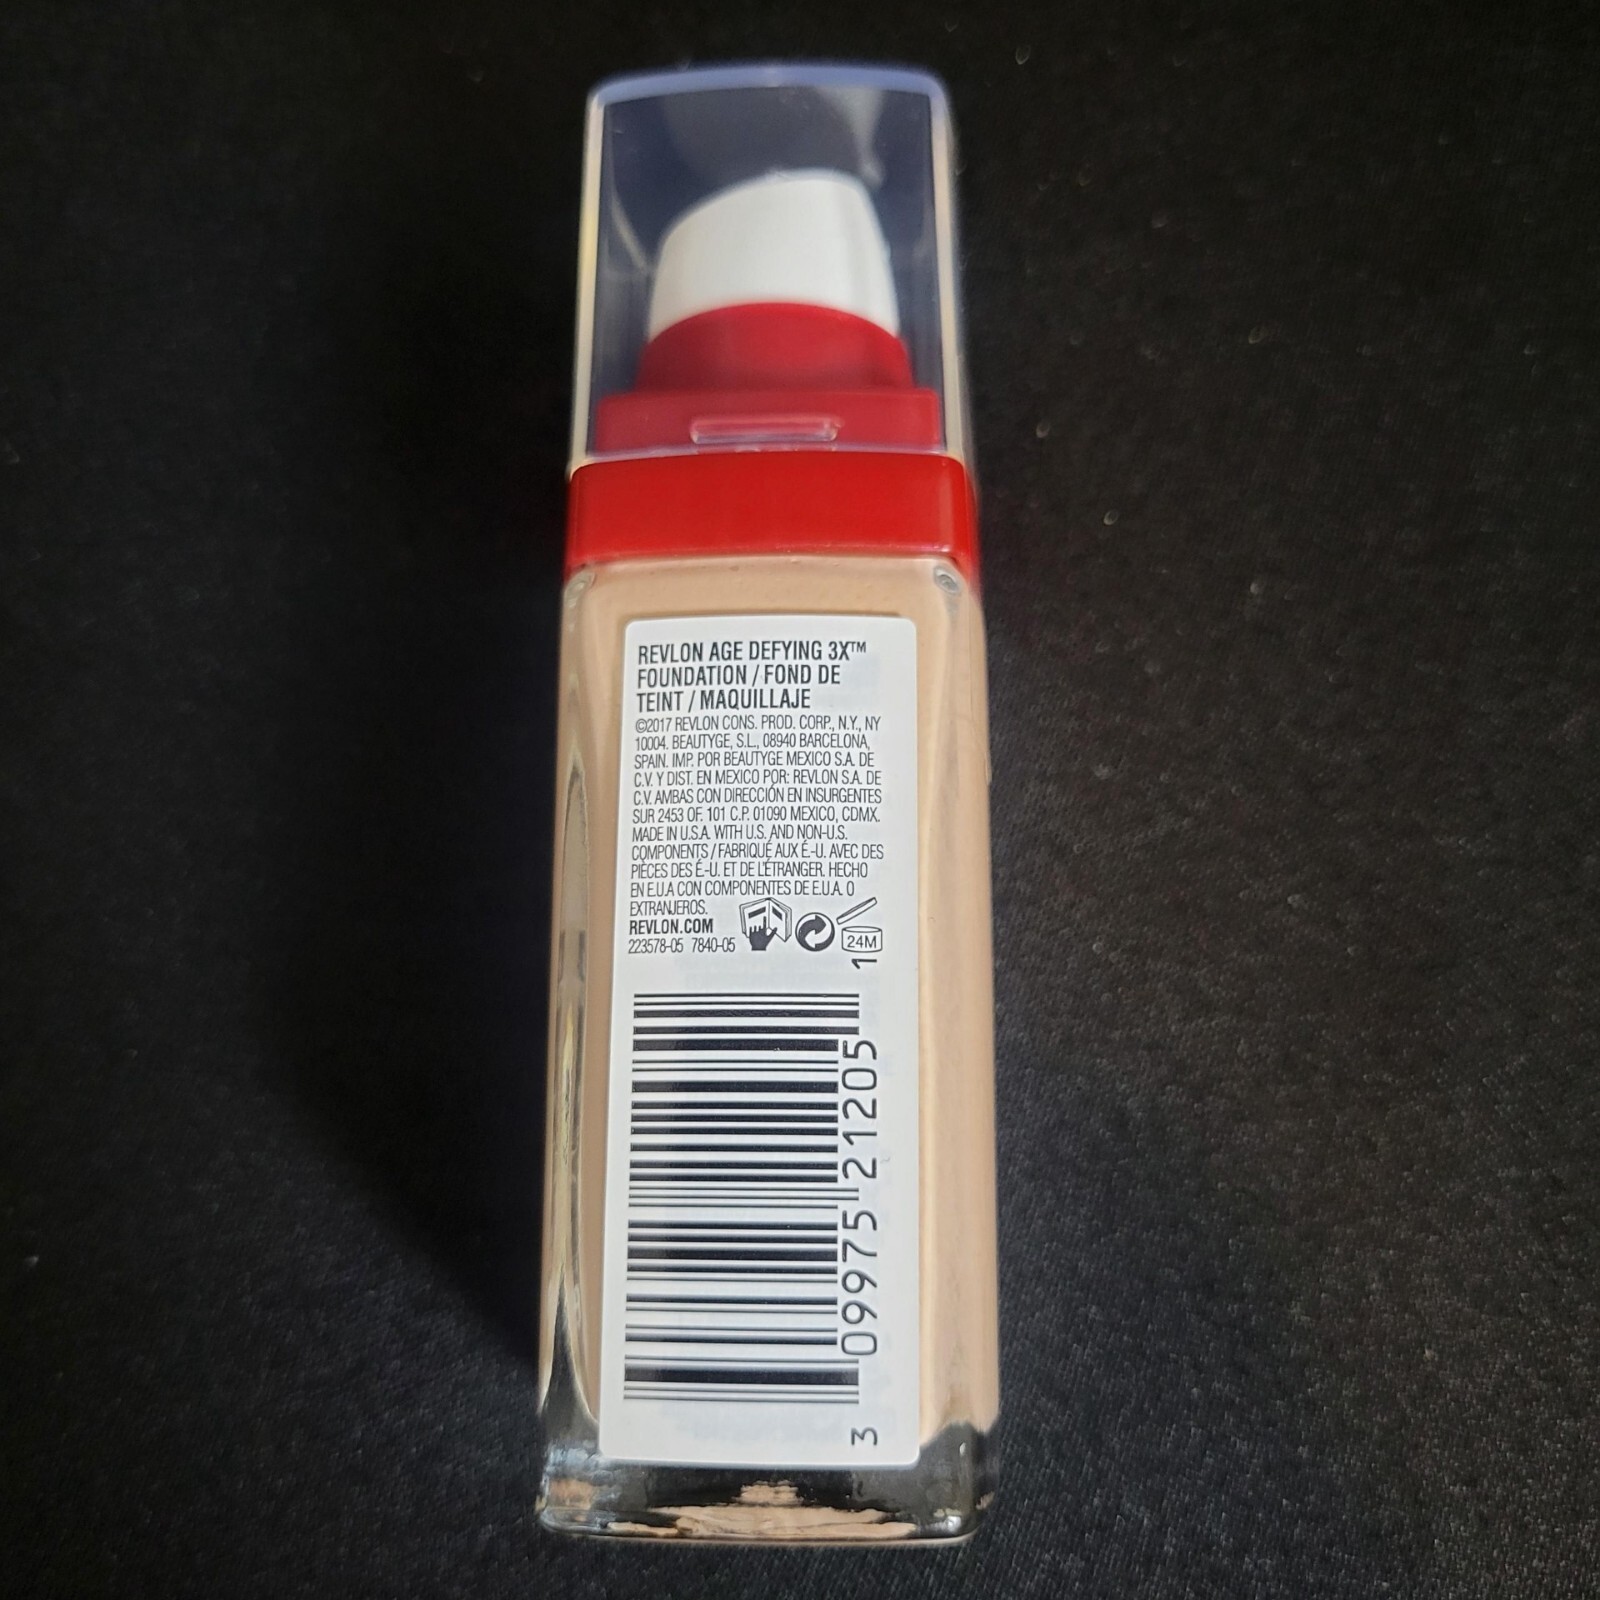 REVLON AGE DEFYING 3X™
FOUNDATION / FOND DE
TEINT / MAQUILLAJE
©2017 REVLON CONS. PROD. CORP., N.Y., NY
10004. BEAUTYGE, S.L., 08940 BARCELONA,
SPAIN. IMP. POR BEAUTYGE MEXICO S.A. DE
C.V. Y DIST. EN MEXICO POR: REVLON S.A. DE
C.V. AMBAS CON DIRECCIÓN EN INSURGENTES
SUR 2453 OF. 101 C.P. 01090 MEXICO, CDMX.
MADE IN U.S.A. WITH U.S. AND NON-U.S.
COMPONENTS / FABRIQUÉ AUX É.-U. AVEC DES
PIÈCES DES É.-U. ET DE L'ÉTRANGER. HECHO
EN E.U.A CON COMPONENTES DE E.U.A. O
EXTRANJEROS.
REVLON.COM
223578-05 7840-05
24M
3 09975 21205 1